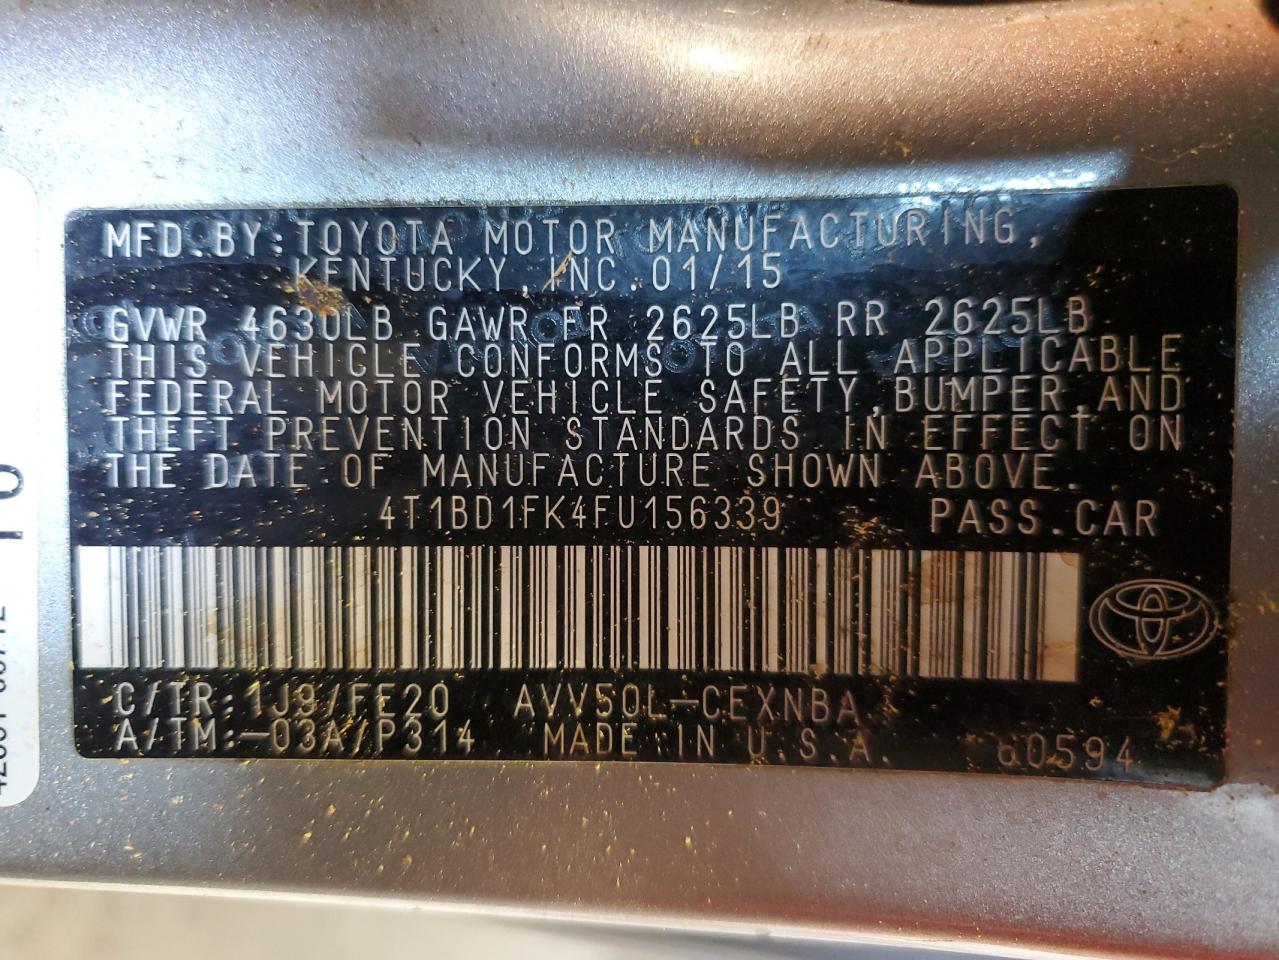 MFD.BY:TOYOTA MOTOR MANUFACTURING,
KENTUCKY,INC.01/15
GVWR 4630LB GAWR FR 2625LB RR 2625LB
THIS VEHICLE CONFORMS TO ALL APPLICABLE
FEDERAL MOTOR VEHICLE SAFETY,BUMPER,AND
THEFT PREVENTION STANDARDS IN EFFECT ON
THE DATE OF MANUFACTURE SHOWN ABOVE.
4T1BD1FK4FU156339 PASS.CAR
C/TR:1J9/FE20 AVV50L-CEXNBA
A/TM:-03A/P314 MADE IN U.S.A.